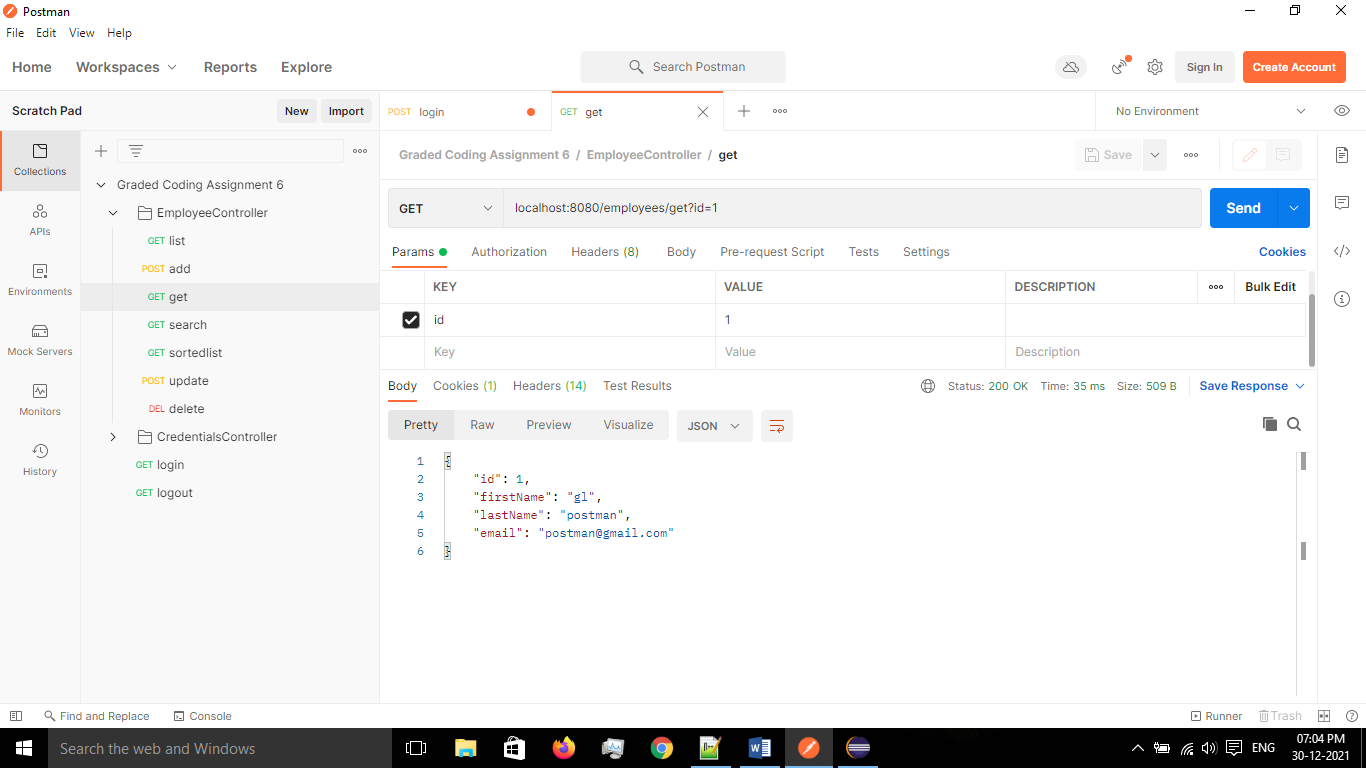 Postman
File Edit View Help
Home Workspaces Reports Explore Search Postman Sign In Create Account
Scratch Pad New Import
POST login GET get No Environment
Collections
APIs
Environments
Mock Servers
Monitors
History
Graded Coding Assignment 6
EmployeeController
GET list
POST add
GET get
GET search
GET sortedlist
POST update
DEL delete
CredentialsController
GET login
GET logout
Graded Coding Assignment 6 / EmployeeController / get Save
GET localhost:8080/employees/get?id=1 Send
Params Authorization Headers (8) Body Pre-request Script Tests Settings Cookies
KEY VALUE DESCRIPTION Bulk Edit
id 1
Key Value Description
Body Cookies (1) Headers (14) Test Results Status: 200 OK Time: 35 ms Size: 509 B Save Response
Pretty Raw Preview Visualize JSON
1 {
2 "id": 1,
3 "firstName": "gl",
4 "lastName": "postman",
5 "email": "postman@gmail.com"
6 }
Find and Replace Console Runner Trash
Search the web and Windows ENG 07:04 PM
30-12-2021